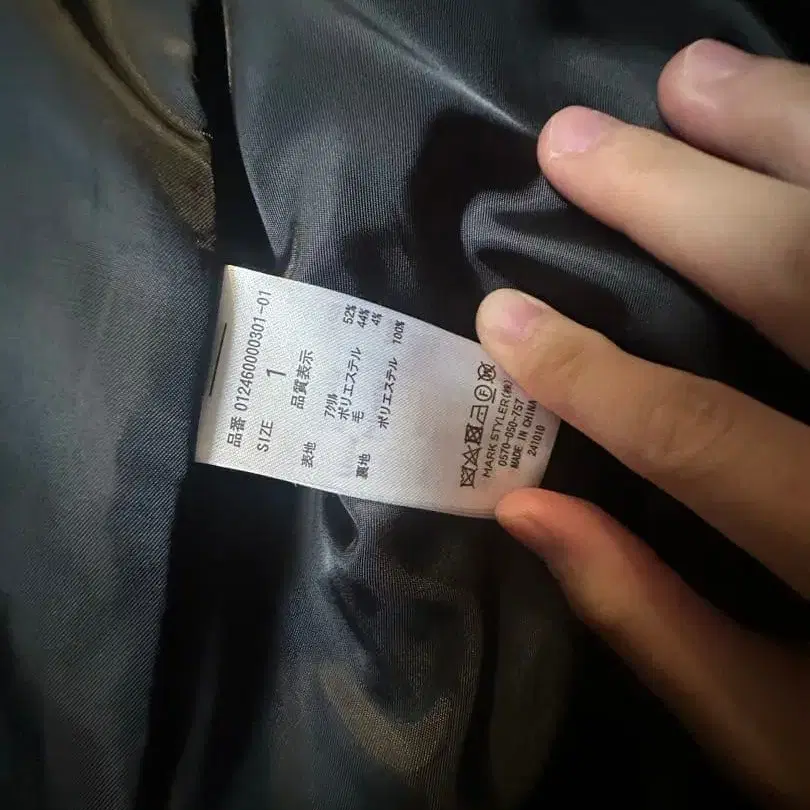 品番 012460000301-01
SIZE 1
品質表示
表地 アクリル 52%
ポリエステル 44%
毛 4%
裏地 ポリエステル 100%
MARK STYLER(株)
0570-050-757
MADE IN CHINA
241010